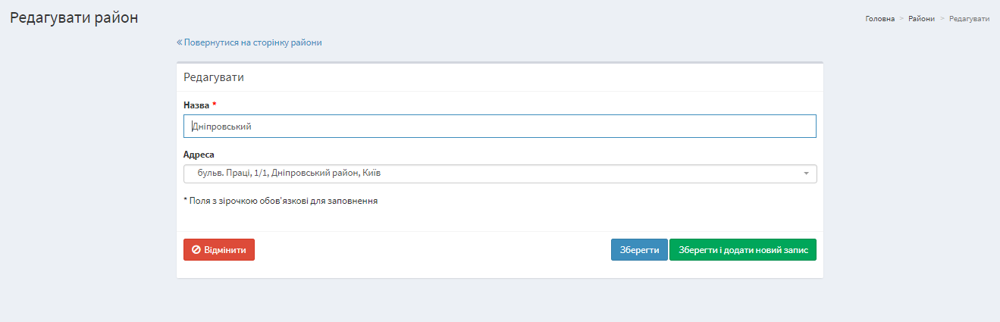 Редагувати район
Головна > Райони > Редагувати
« Повернутися на сторінку райони
Редагувати
Назва *
Дніпровський
Адреса
бульв. Праці, 1/1, Дніпровський район, Київ
* Поля з зірочкою обов'язкові для заповнення
Відмінити
Зберегти
Зберегти і додати новий запис